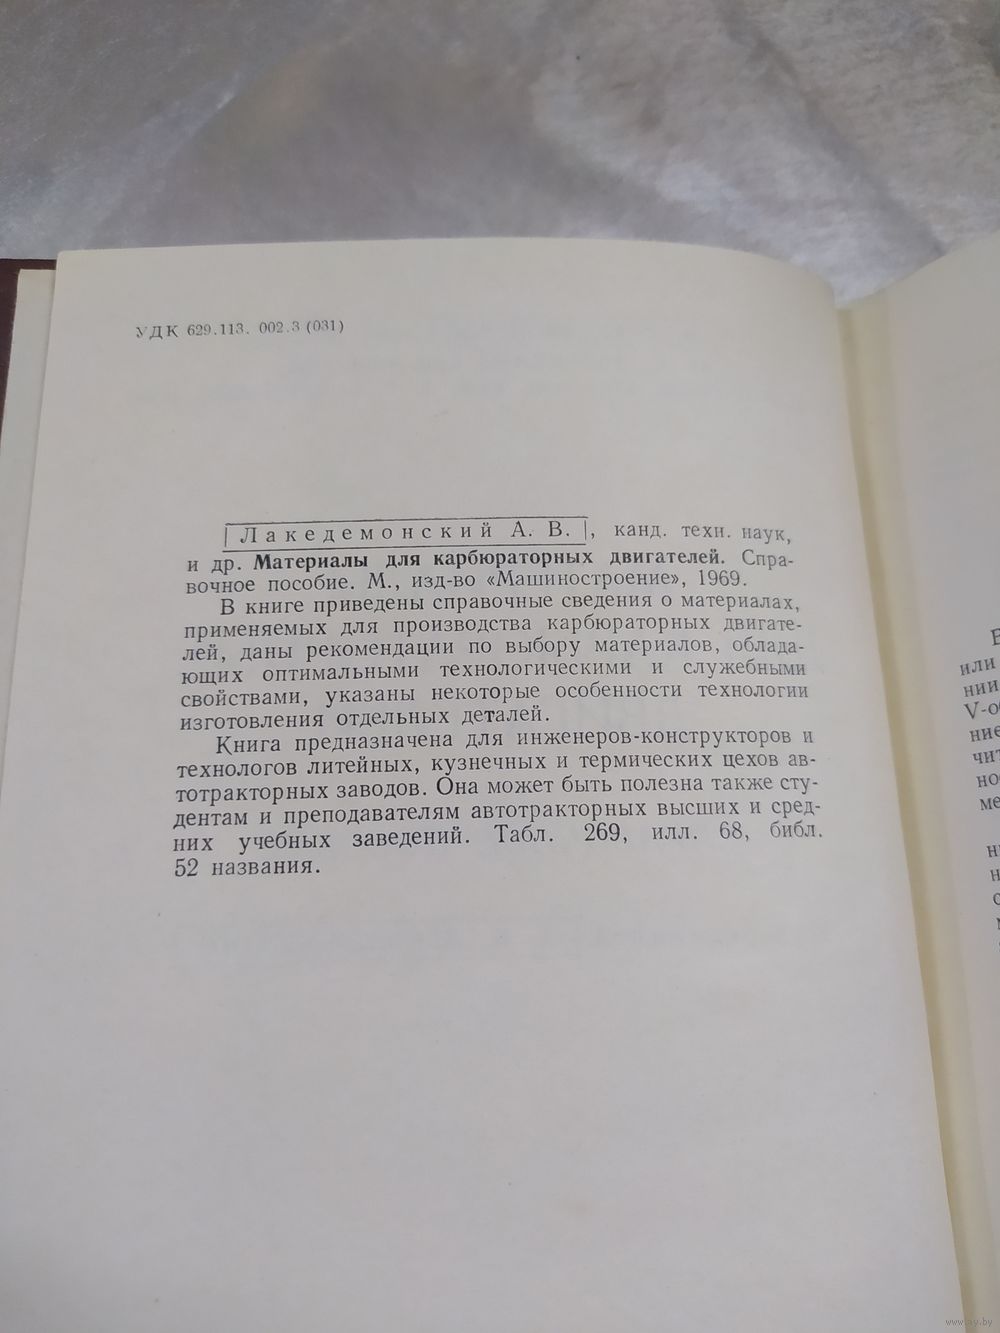 УДК 629.113. 002.3 (031)
Лакедемонский А. В., канд. техн. наук,
и др. Материалы для карбюраторных двигателей. Спра-
вочное пособие. М., изд-во «Машиностроение», 1969.
В книге приведены справочные сведения о материалах,
применяемых для производства карбюраторных двигате-
лей, даны рекомендации по выбору материалов, облада-
ющих оптимальными технологическими и служебными
свойствами, указаны некоторые особенности технологии
изготовления отдельных деталей.
Книга предназначена для инженеров-конструкторов и
технологов литейных, кузнечных и термических цехов ав-
тотракторных заводов. Она может быть полезна также сту-
дентам и преподавателям автотракторных высших и сред-
них учебных заведений. Табл. 269, илл. 68, библ.
52 названия.
или
www.ay.by